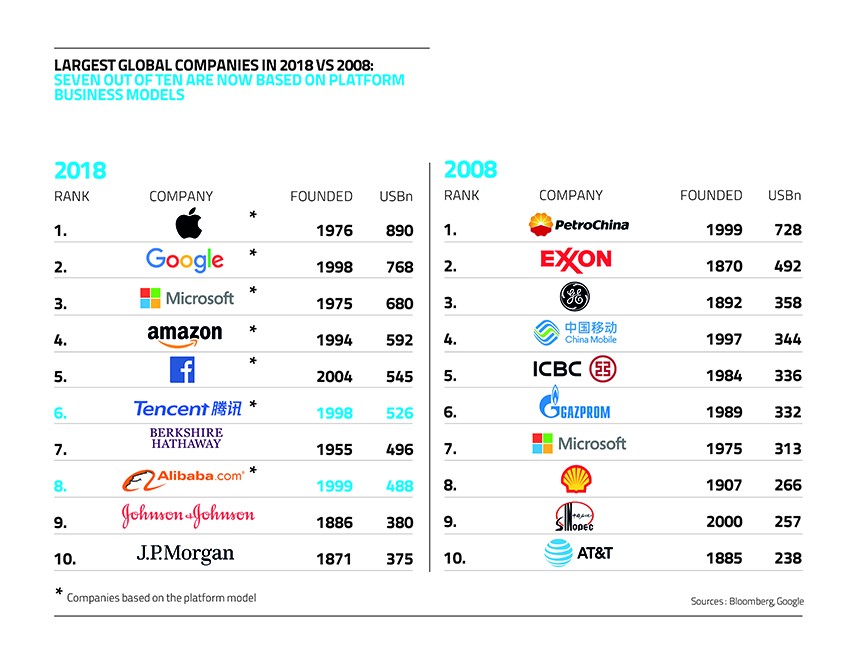 LARGEST GLOBAL COMPANIES IN 2018 VS 2008:
SEVEN OUT OF TEN ARE NOW BASED ON PLATFORM
BUSINESS MODELS
2018
RANK COMPANY FOUNDED USBn
1. * 1976 890
2. Google * 1998 768
3. Microsoft * 1975 680
4. amazon * 1994 592
5. f * 2004 545
6. Tencent 腾讯 * 1998 526
7. BERKSHIRE
HATHAWAY 1955 496
8. Alibaba.com * 1999 488
9. Johnson & Johnson 1886 380
10. J.P.Morgan 1871 375
* Companies based on the platform model
2008
RANK COMPANY FOUNDED USBn
1. PetroChina 1999 728
2. EXXON 1870 492
3. GE 1892 358
4. 中国移动
China Mobile 1997 344
5. ICBC 1984 336
6. GAZPROM 1989 332
7. Microsoft 1975 313
8. 1907 266
9. SINOPEC 2000 257
10. AT&T 1885 238
Sources: Bloomberg, Google